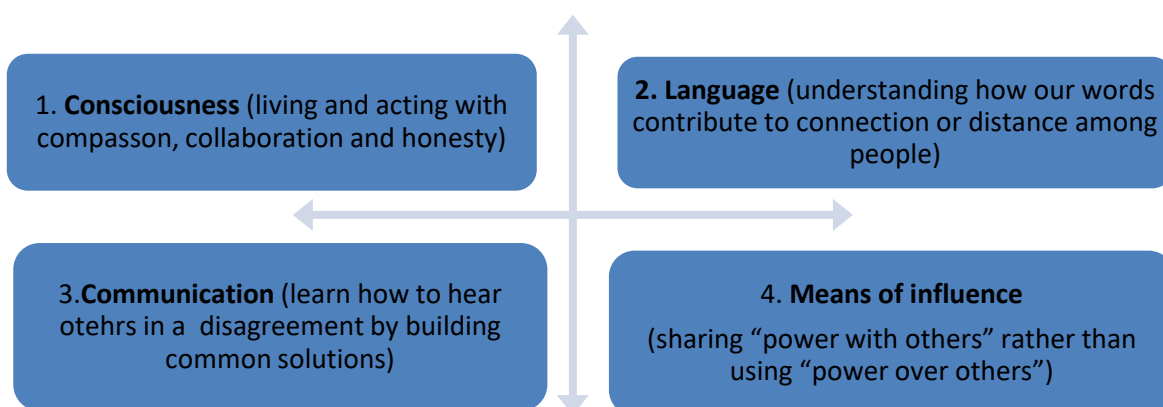 1. Consciousness (living and acting with
compasson, collaboration and honesty)
2. Language (understanding how our words
contribute to connection or distance among
people)
3.Communication (learn how to hear
otehrs in a  disagreement by building
common solutions)
4. Means of influence
(sharing “power with others” rather than
using “power over others”)